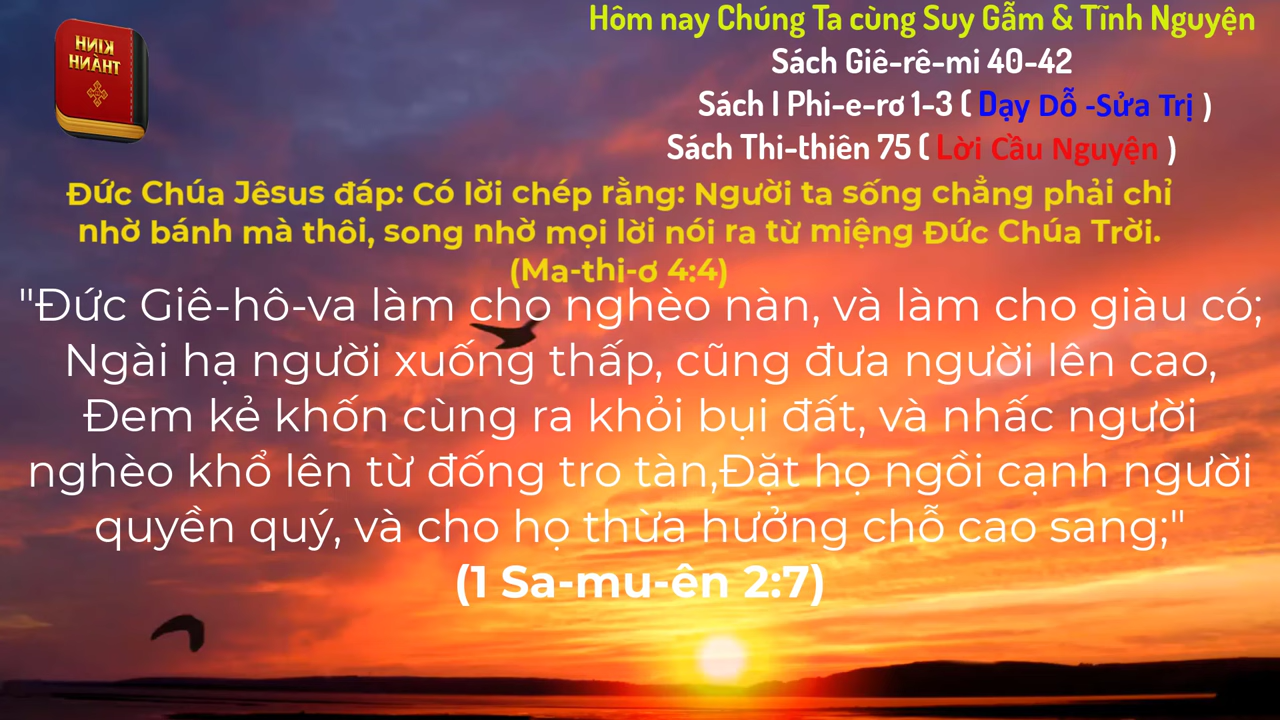 KINH
THÁNH
Hôm nay Chúng Ta cùng Suy Gẫm & Tĩnh Nguyện
Sách Giê-rê-mi 40-42
Sách I Phi-e-rơ 1-3 ( Dạy Dỗ -Sửa Trị )
Sách Thi-thiên 75 ( Lời Cầu Nguyện )
Đức Chúa Jêsus đáp: Có lời chép rằng: Người ta sống chẳng phải chỉ
nhờ bánh mà thôi, song nhờ mọi lời nói ra từ miệng Đức Chúa Trời.
(Ma-thi-ơ 4:4)
"Đức Giê-hô-va làm cho nghèo nàn, và làm cho giàu có;
Ngài hạ người xuống thấp, cũng đưa người lên cao,
Đem kẻ khốn cùng ra khỏi bụi đất, và nhấc người
nghèo khổ lên từ đống tro tàn,Đặt họ ngồi cạnh người
quyền quý, và cho họ thừa hưởng chỗ cao sang;"
(1 Sa-mu-ên 2:7)